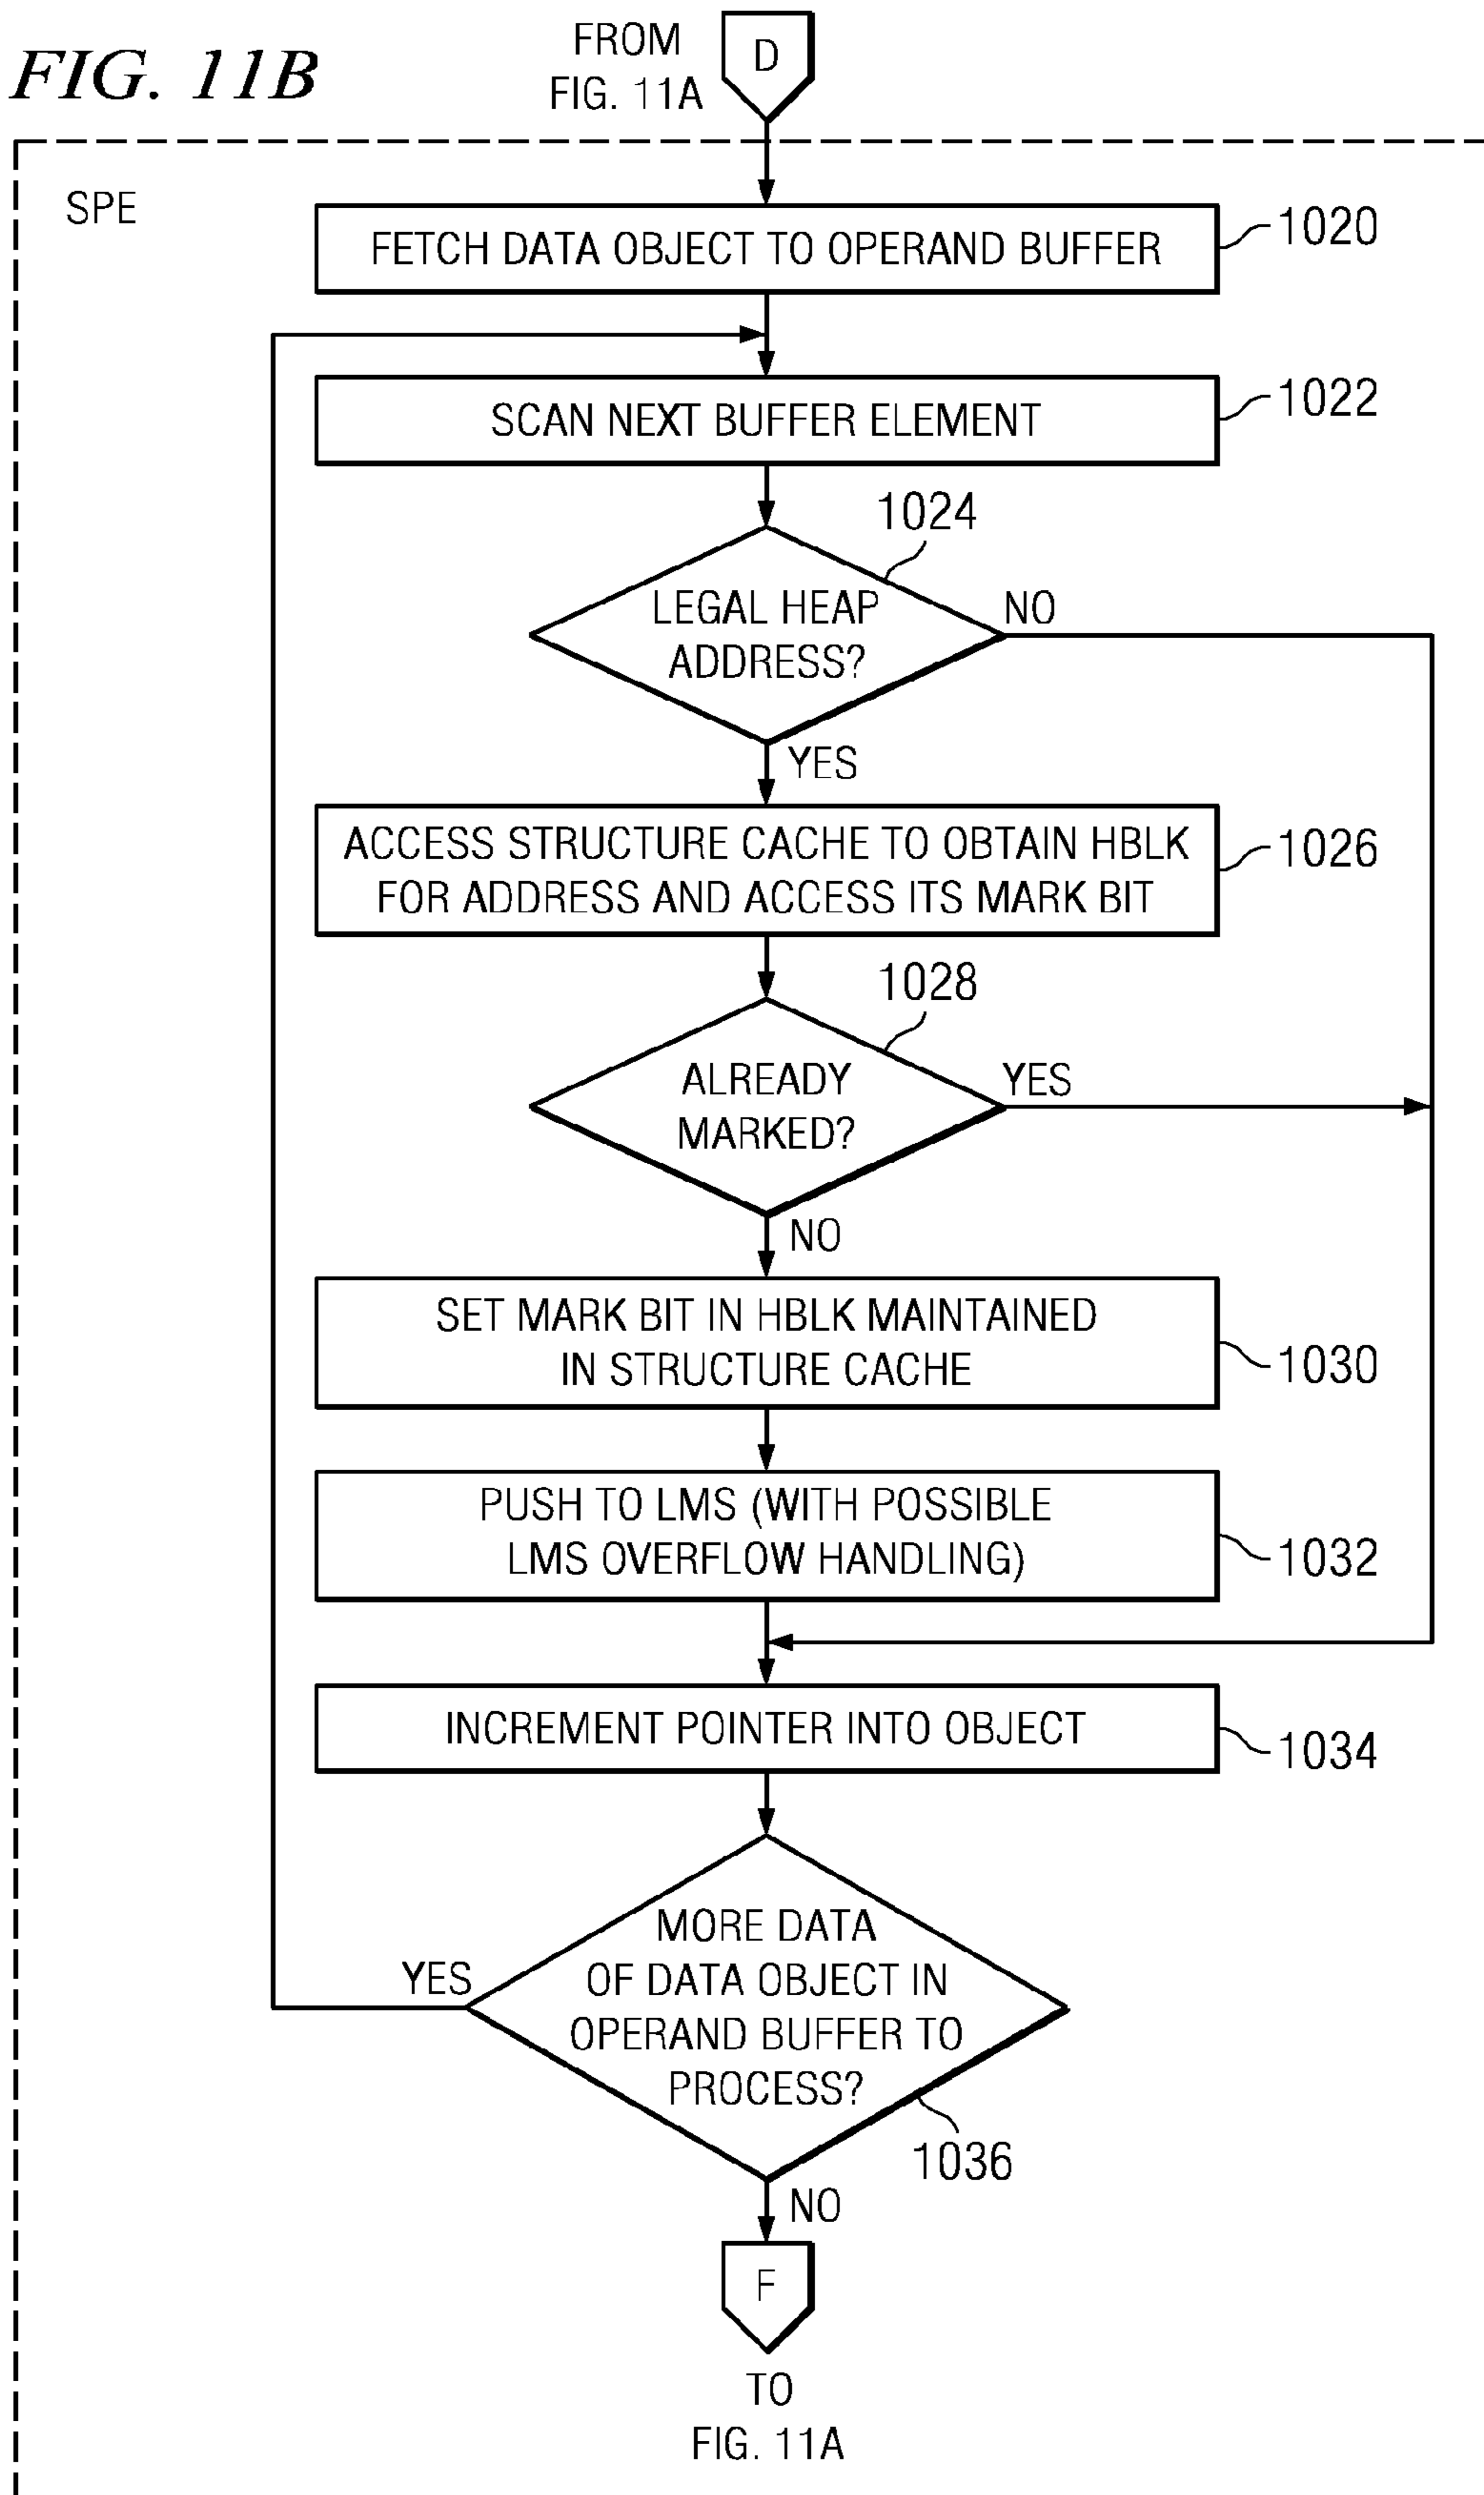 FIG. 11B
FROM
FIG. 11A
D
SPE
FETCH DATA OBJECT TO OPERAND BUFFER
1020
SCAN NEXT BUFFER ELEMENT
1022
1024
LEGAL HEAP
ADDRESS?
NO
YES
ACCESS STRUCTURE CACHE TO OBTAIN HBLK
FOR ADDRESS AND ACCESS ITS MARK BIT
1026
1028
ALREADY
MARKED?
YES
NO
SET MARK BIT IN HBLK MAINTAINED
IN STRUCTURE CACHE
1030
PUSH TO LMS (WITH POSSIBLE
LMS OVERFLOW HANDLING)
1032
INCREMENT POINTER INTO OBJECT
1034
MORE DATA
OF DATA OBJECT IN
OPERAND BUFFER TO
PROCESS?
YES
1036
NO
F
TO
FIG. 11A